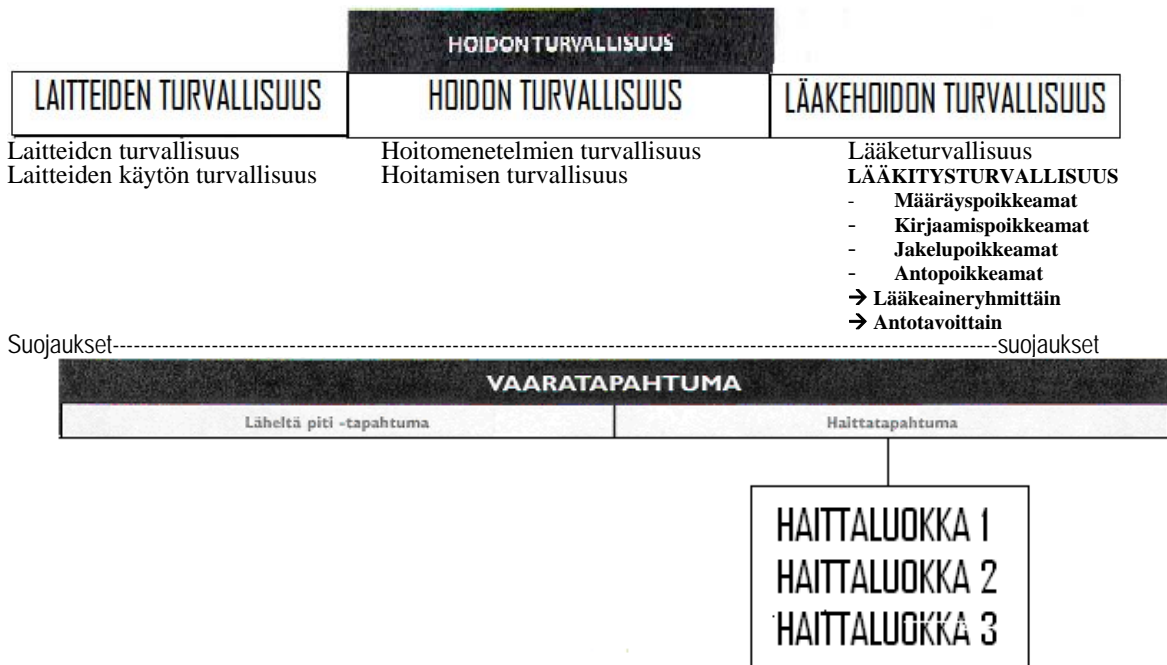 HOIDON TURVALLISUUS
LAITTEIDEN TURVALLISUUS
HOIDON TURVALLISUUS
LÄÄKEHOIDON TURVALLISUUS
Laitteidcn turvallisuus
Laitteiden käytön turvallisuus
Hoitomenetelmien turvallisuus
Hoitamisen turvallisuus
Lääketurvallisuus
LÄÄKITYSTURVALLISUUS
- Määräyspoikkeamat
- Kirjaamispoikkeamat
- Jakelupoikkeamat
- Antopoikkeamat
→ Lääkeaineryhmittäin
→ Antotavoittain
Suojaukset---------------------------------------------------------------------------------------------------------suojaukset
VAARATAPAHTUMA
Läheltä piti -tapahtuma
Haittatapahtuma
HAITTALUOKKA 1
HAITTALUOKKA 2
HAITTALUOKKA 3